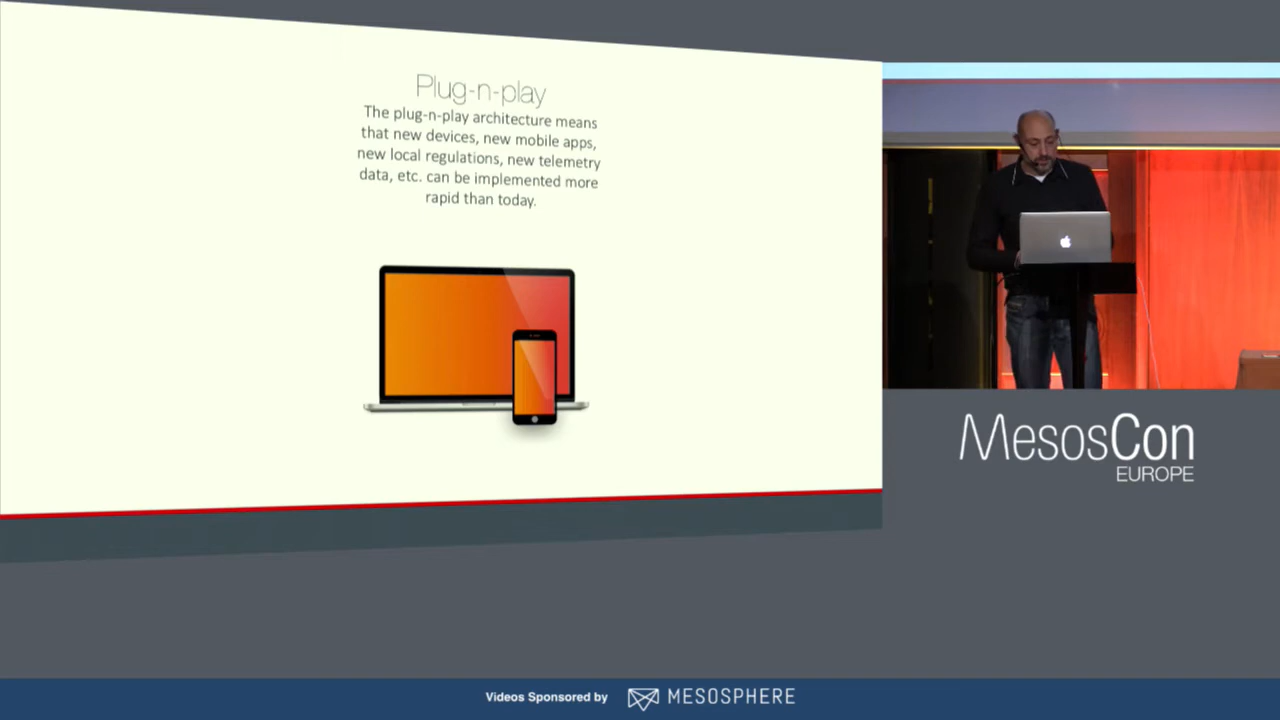 Plug-n-play
The plug-n-play architecture means
that new devices, new mobile apps,
new local regulations, new telemetry
data, etc. can be implemented more
rapid than today.
MesosCon
EUROPE
Videos Sponsored by MESOSPHERE